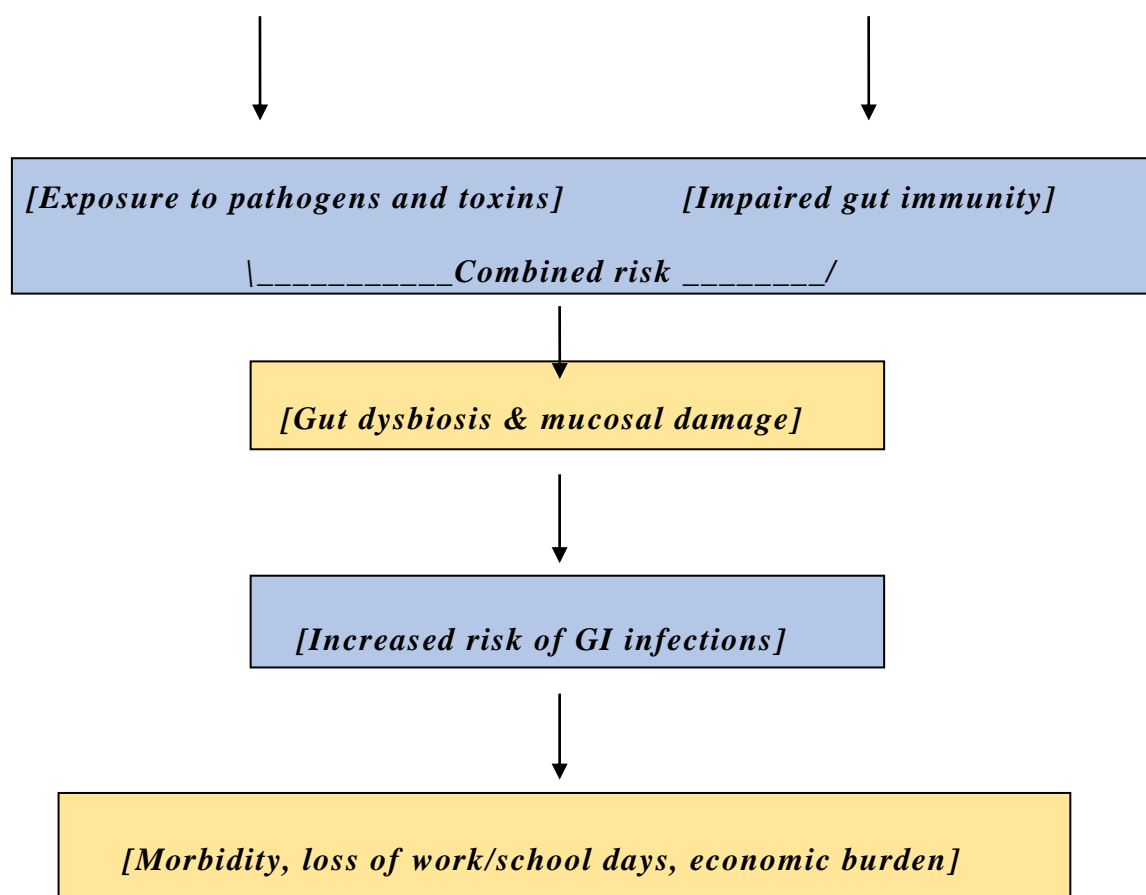 [Exposure to pathogens and toxins] [Impaired gut immunity]
\___________Combined risk ________/
[Gut dysbiosis & mucosal damage]
[Increased risk of GI infections]
[Morbidity, loss of work/school days, economic burden]